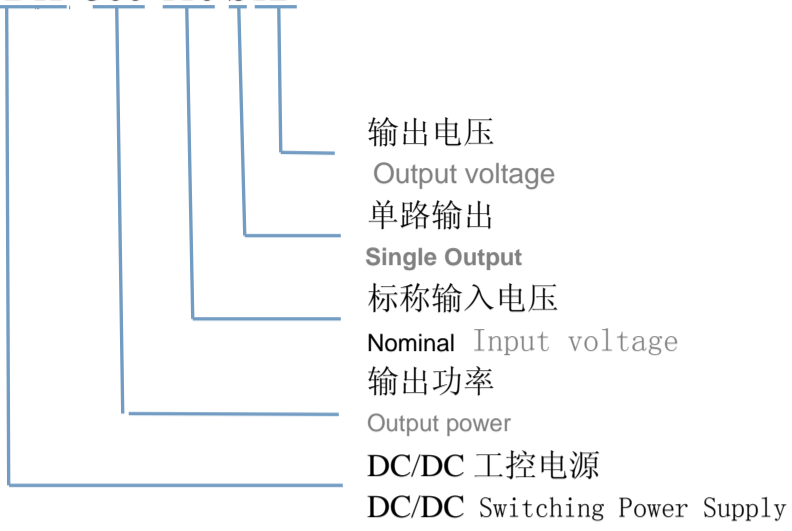 输出电压
Output voltage
单路输出
Single Output
标称输入电压
Nominal Input voltage
输出功率
Output power
DC/DC 工控电源
DC/DC Switching Power Supply